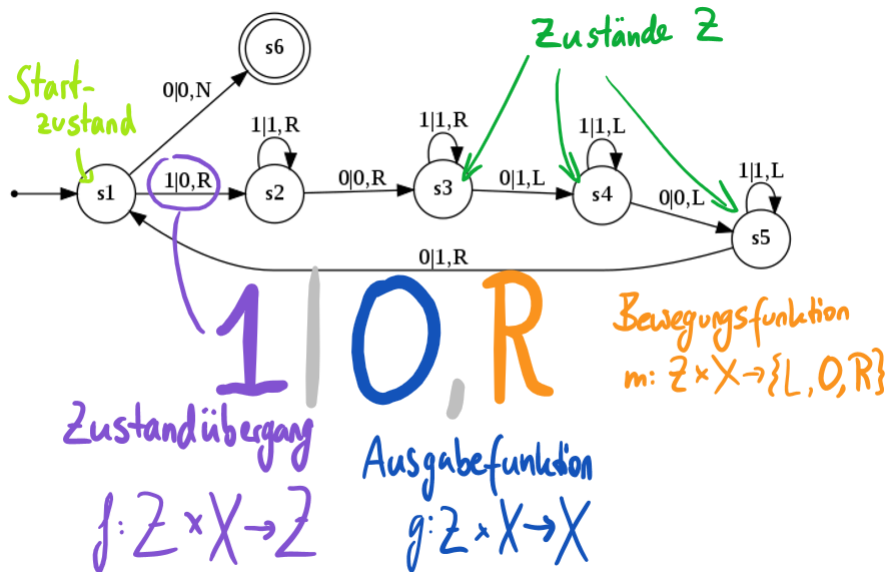 Zustände Z
s6
Start-
zustand
0|0,N
1|1,R
1|1,R
1|1,L
1|1,L
s1
1|0,R
s2
0|0,R
s3
0|1,L
s4
0|0,L
s5
0|1,R
1|0,R
Bewegungsfunktion
m: Z×X→{L,O,R}
Zustandübergang
Ausgabefunktion
f: Z×X→Z
g: Z×X→X